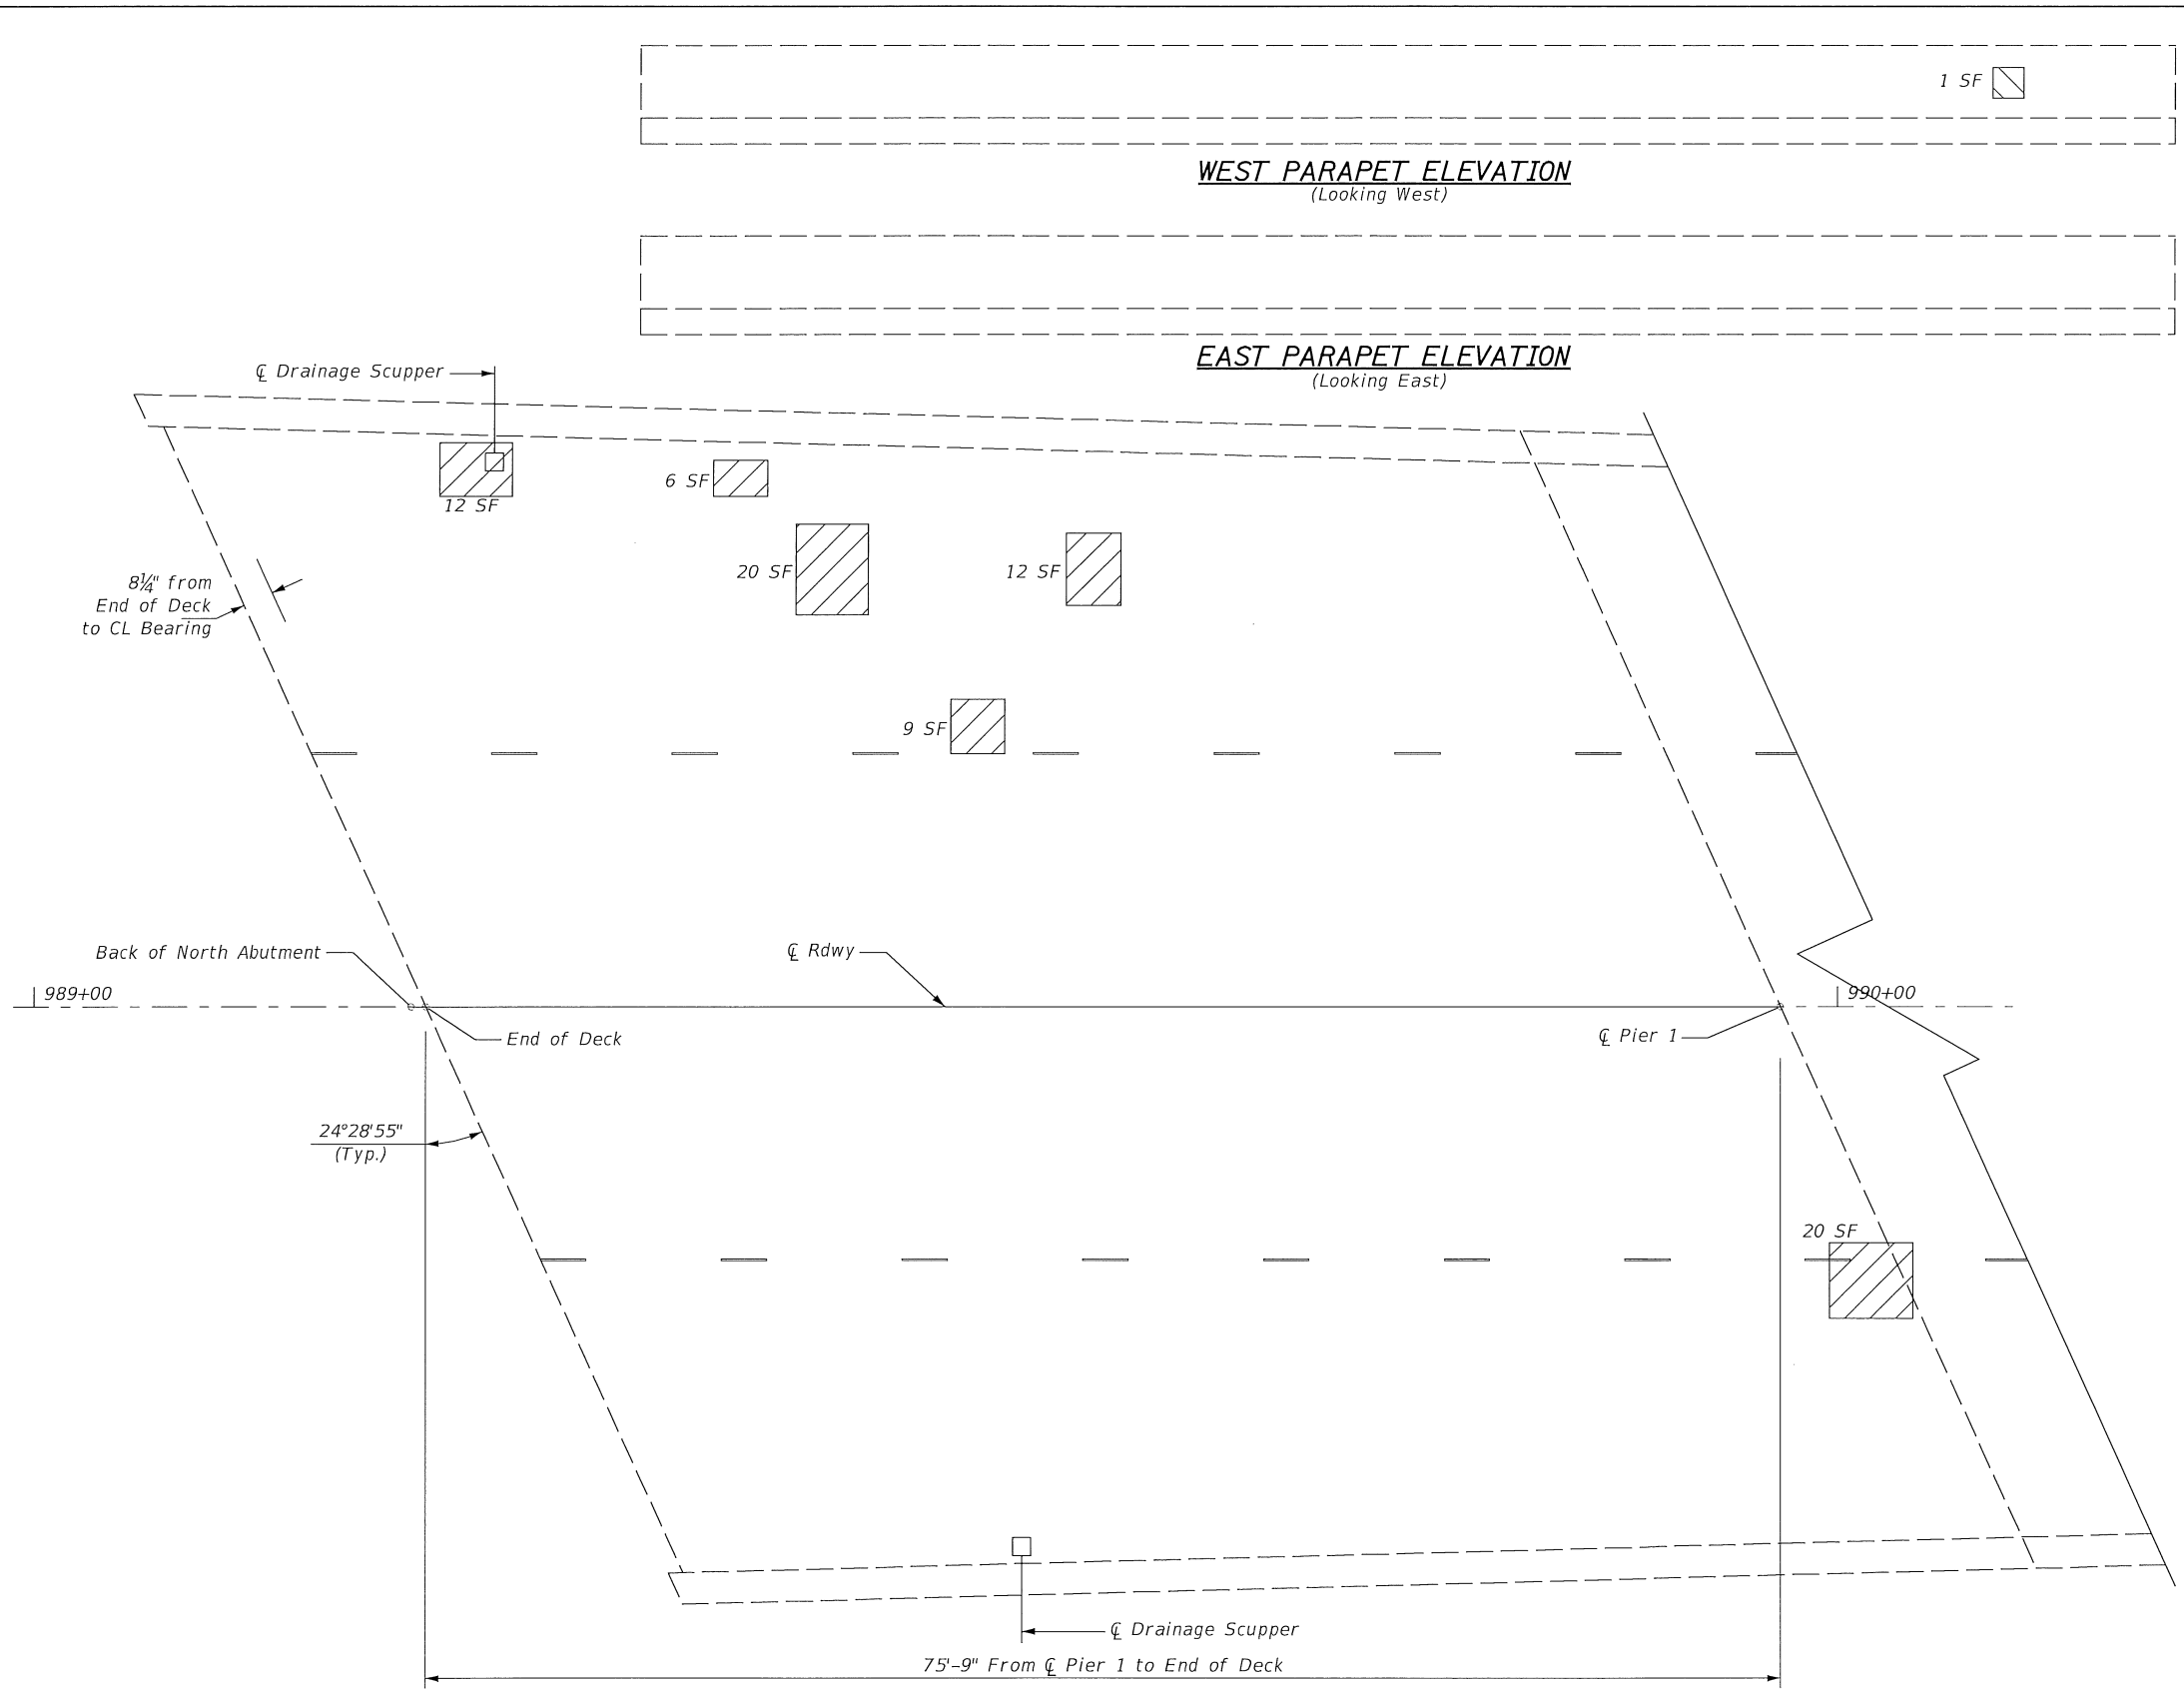 1 SF
WEST PARAPET ELEVATION
(Looking West)
EAST PARAPET ELEVATION
(Looking East)
℄ Drainage Scupper
12 SF
6 SF
20 SF
12 SF
8¼" from
End of Deck
to CL Bearing
9 SF
Back of North Abutment
℄ Rdwy
989+00
990+00
End of Deck
℄ Pier 1
24°28'55"
(Typ.)
20 SF
℄ Drainage Scupper
75'-9" From ℄ Pier 1 to End of Deck